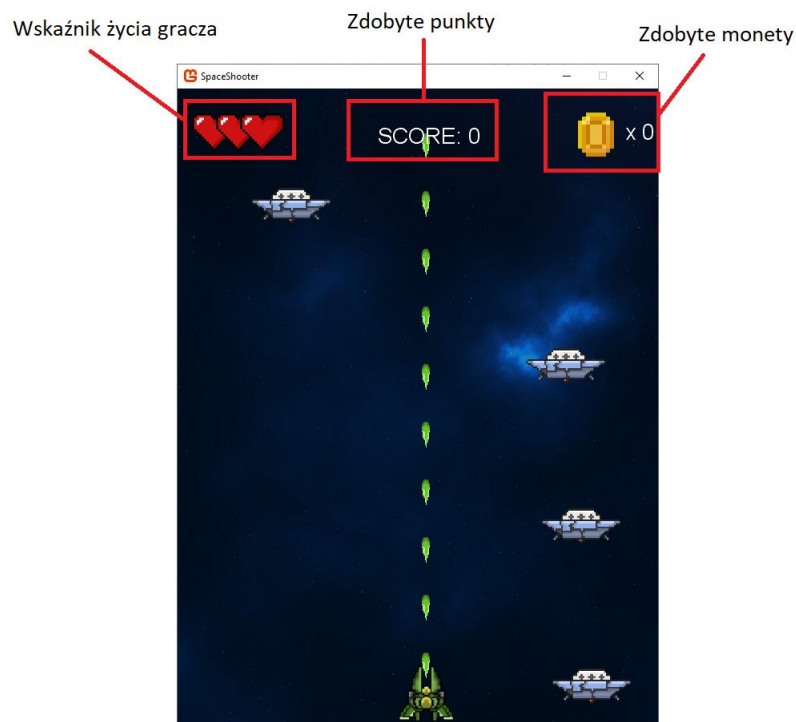 Wskaźnik życia gracza
Zdobyte punkty
Zdobyte monety
SpaceShooter
SCORE: 0
x 0